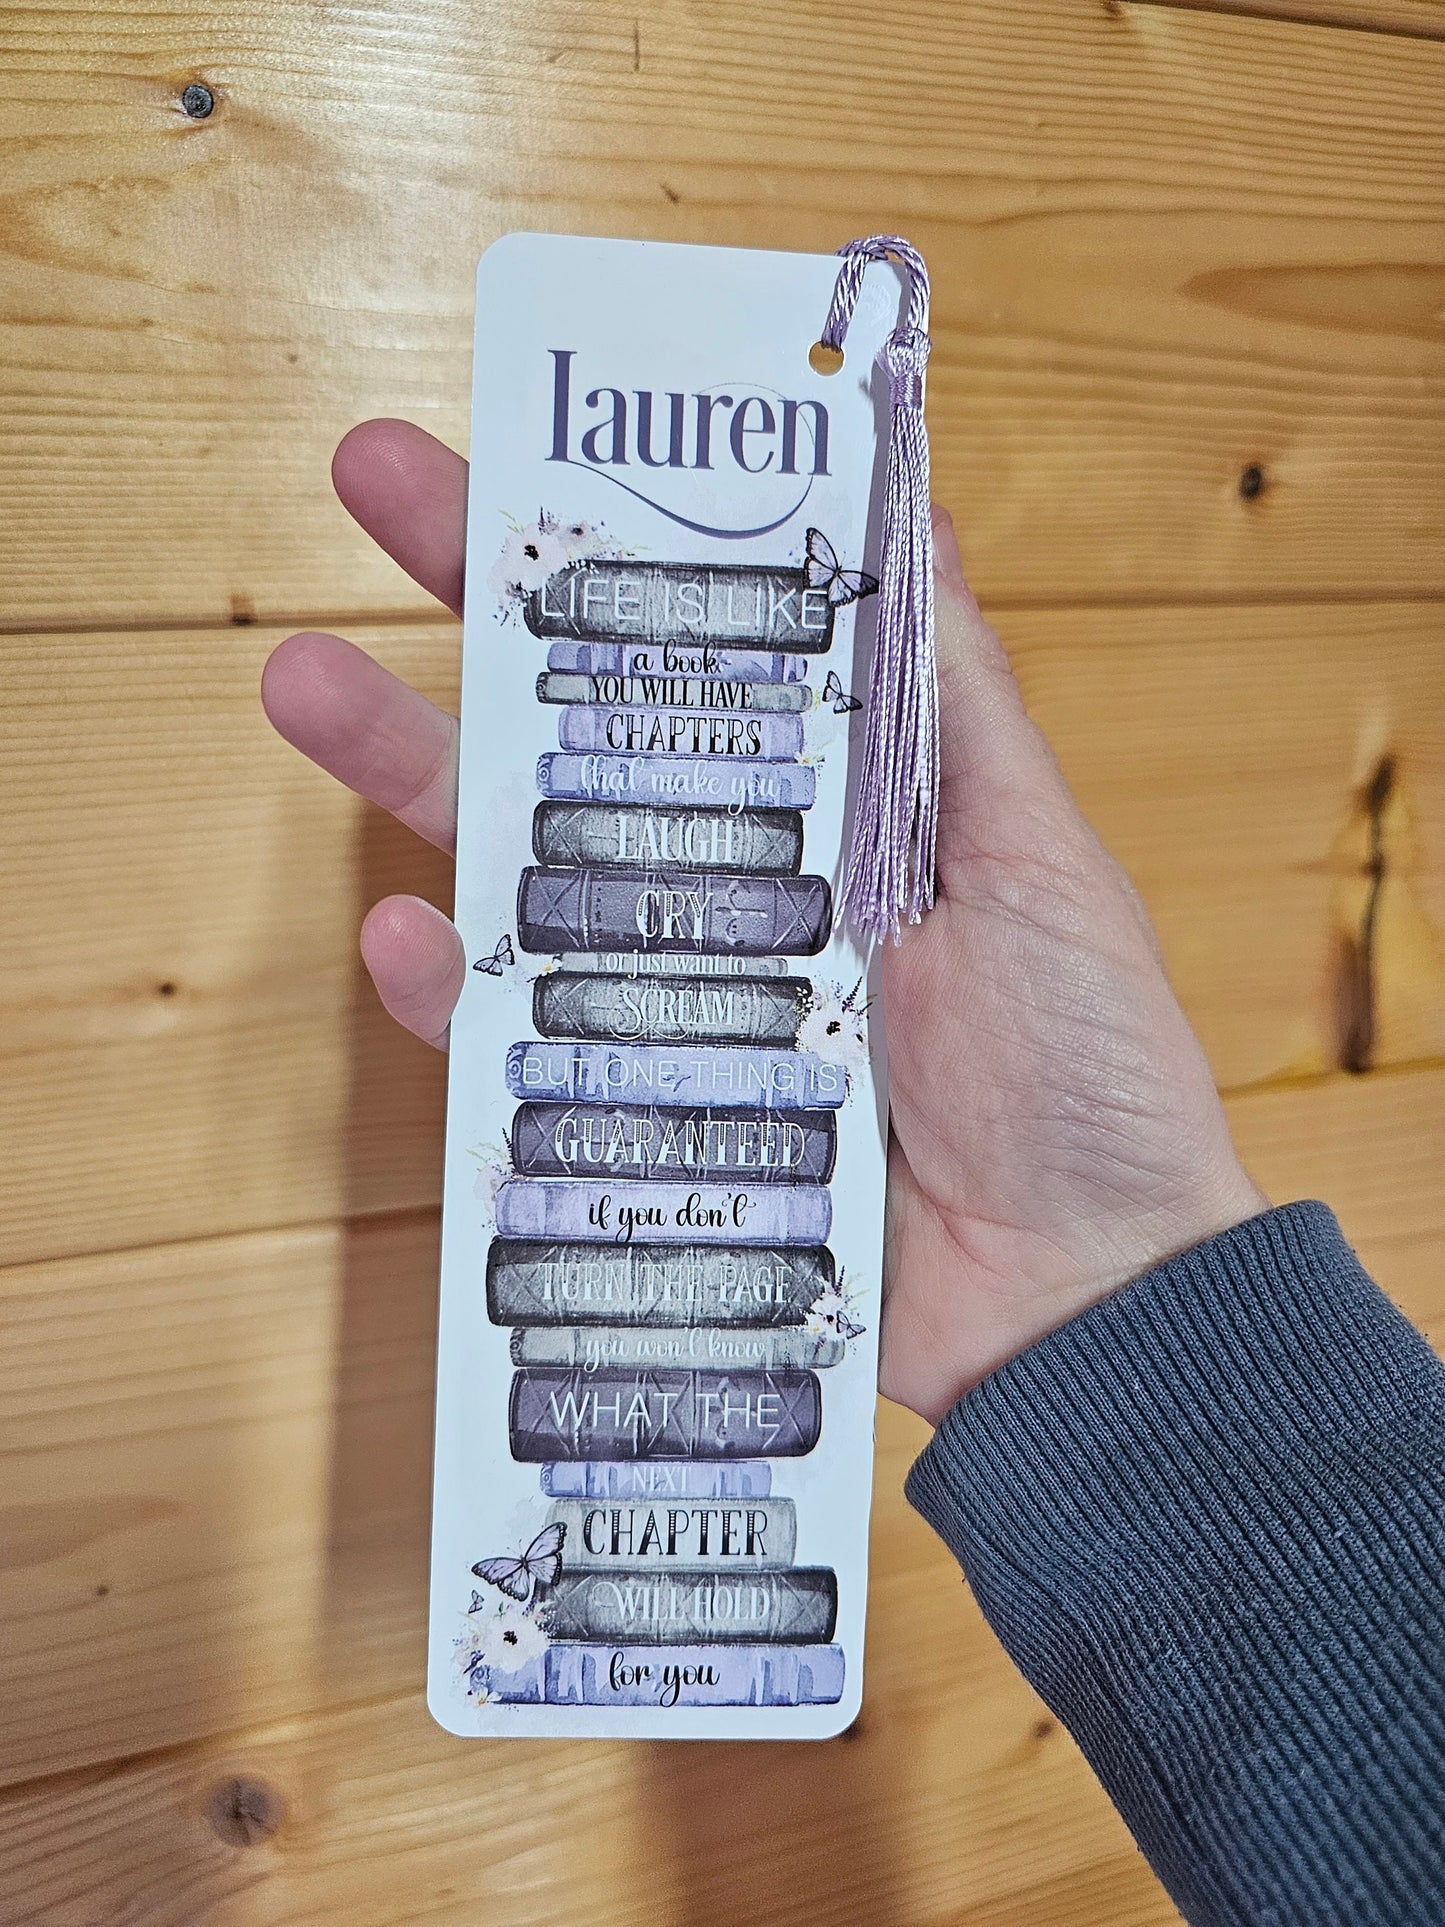 Lauren
LIFE IS LIKE
a book
YOU WILL HAVE
CHAPTERS
that make you
LAUGH
CRY
or just want to
SCREAM
BUT ONE THING IS
GUARANTEED
if you don't
TURN THE PAGE
you won't know
WHAT THE
NEXT
CHAPTER
WILL HOLD
for you